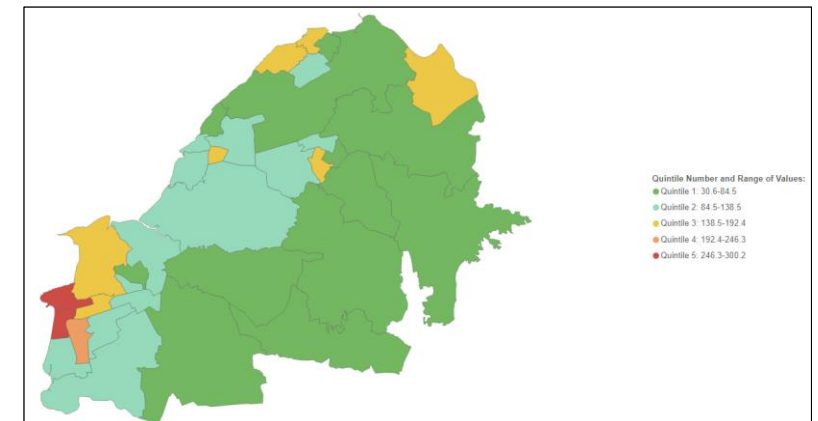 Quintile Number and Range of Values:
Quintile 1: 30.6-84.5
Quintile 2: 84.5-138.5
Quintile 3: 138.5-192.4
Quintile 4: 192.4-246.3
Quintile 5: 246.3-300.2